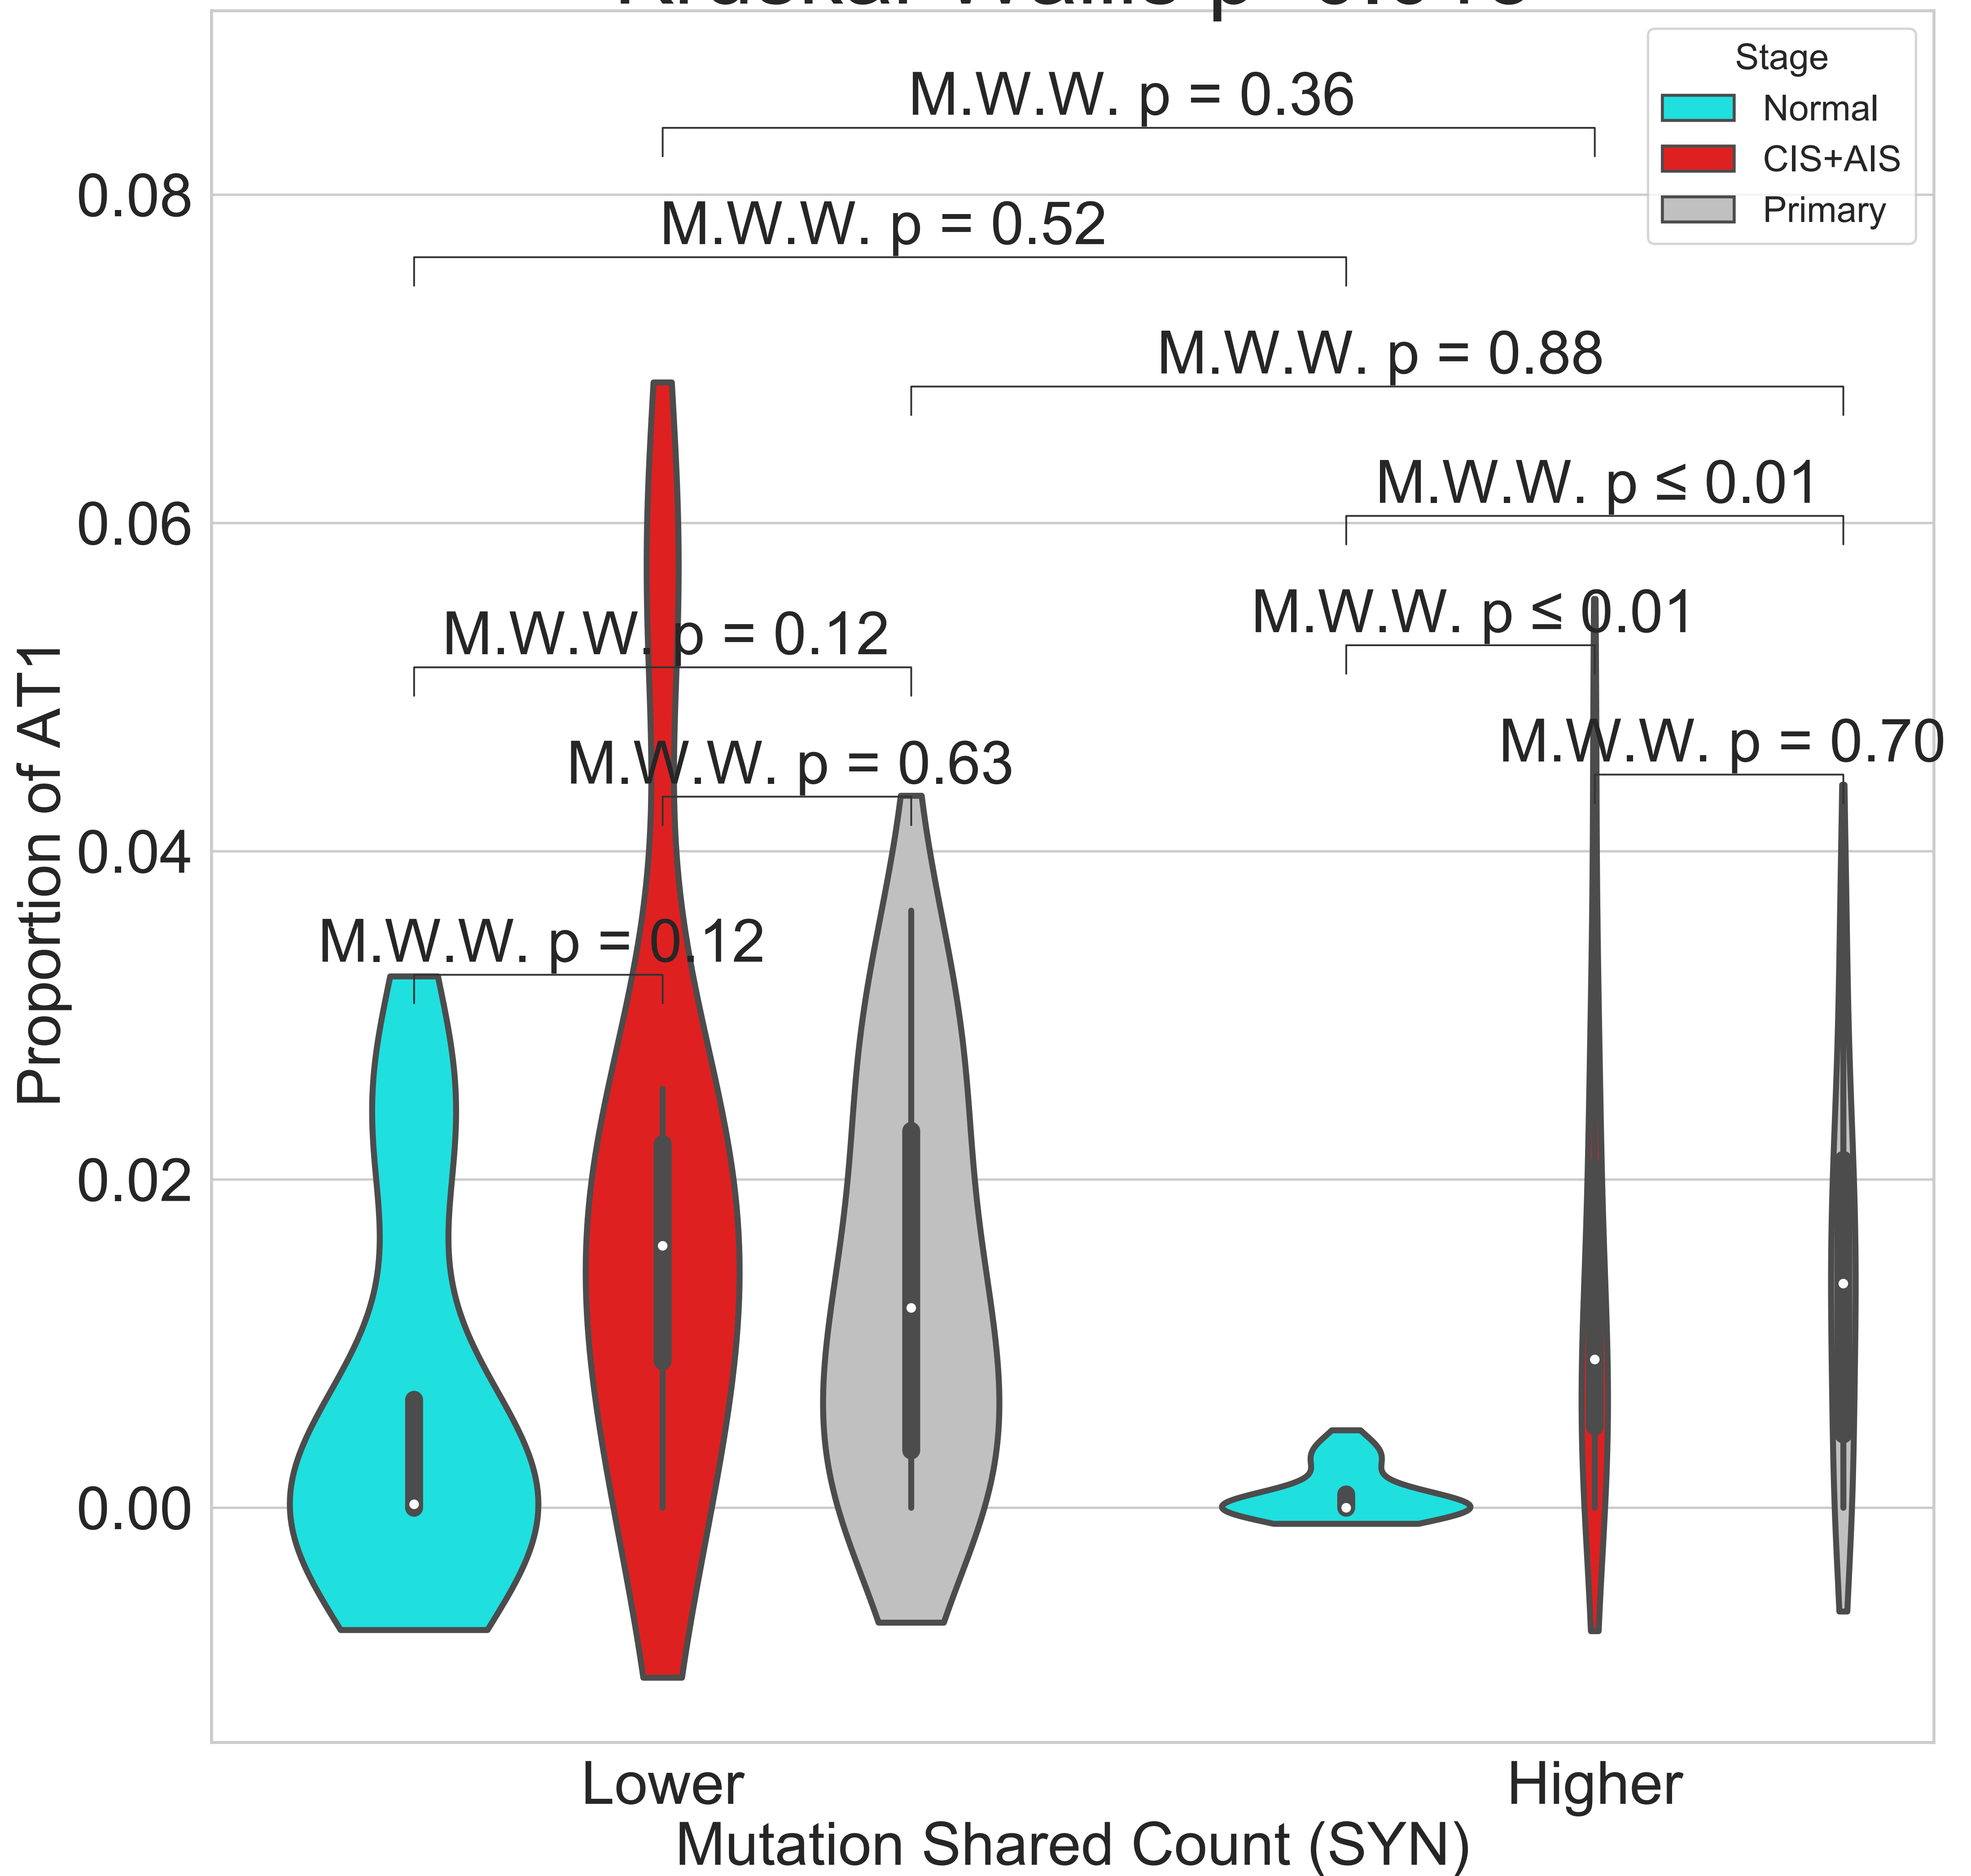 M.W.W. p = 0.36
Stage
Normal
CIS+AIS
Primary
0.08
M.W.W. p = 0.52
M.W.W. p = 0.88
M.W.W. p ≤ 0.01
0.06
M.W.W. p ≤ 0.01
M.W.W. p = 0.12
M.W.W. p = 0.70
M.W.W. p = 0.63
0.04
M.W.W. p = 0.12
Proportion of AT1
0.02
0.00
Lower
Higher
Mutation Shared Count (SYN)